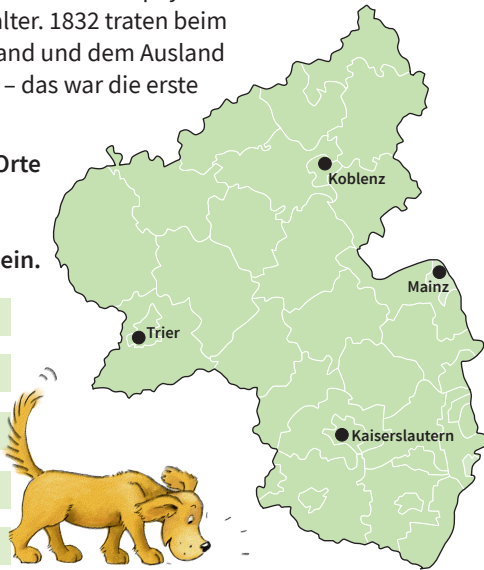 alter. 1832 traten beim
and und dem Ausland
– das war die erste
Orte
ein.
Koblenz
Mainz
Trier
Kaiserslautern